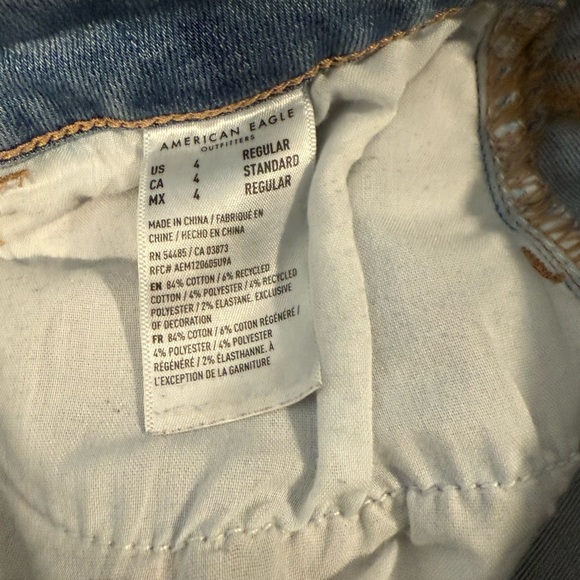 AMERICAN EAGLE
OUTFITTERS
US 4 REGULAR
CA 4 STANDARD
MX 4 REGULAR
MADE IN CHINA / FABRIQUÉ EN
CHINE / HECHO EN CHINA
RN 54485 / CA 03873
RFC# AEM120605U9A
EN 84% COTTON / 6% RECYCLED
COTTON / 4% POLYESTER / 4% RECYCLED
POLYESTER / 2% ELASTANE. EXCLUSIVE
OF DECORATION
FR 84% COTON / 6% COTON RÉGÉNÉRÉ /
4% POLYESTER / 4% POLYESTER
RÉGÉNÉRÉ / 2% ÉLASTHANNE. À
L'EXCEPTION DE LA GARNITURE